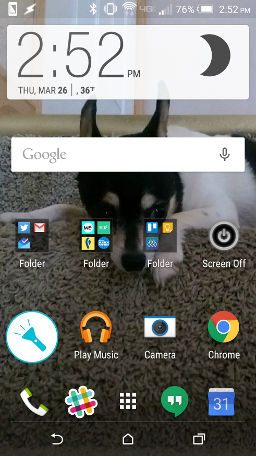 4G 76% 2:52 PM
2:52 PM
THU, MAR 26 | , 36°F
Google
Folder Folder Folder Screen Off
Play Music Camera Chrome
31